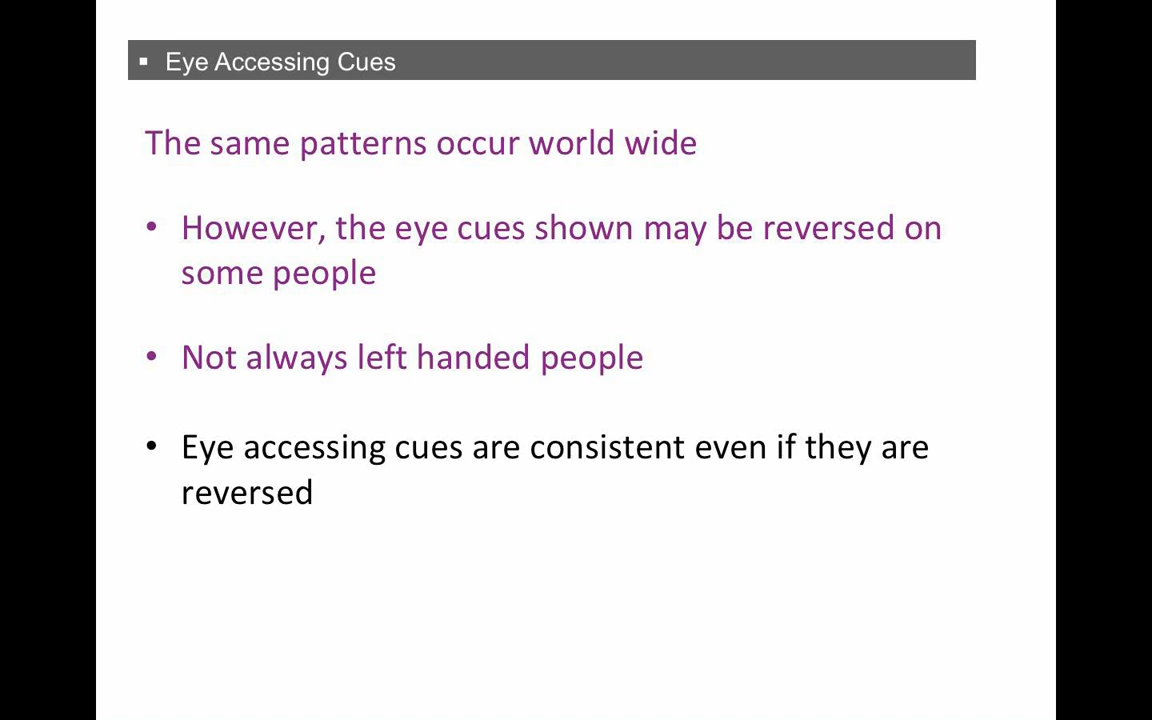 ▪ Eye Accessing Cues
The same patterns occur world wide
• However, the eye cues shown may be reversed on
some people
• Not always left handed people
• Eye accessing cues are consistent even if they are
reversed